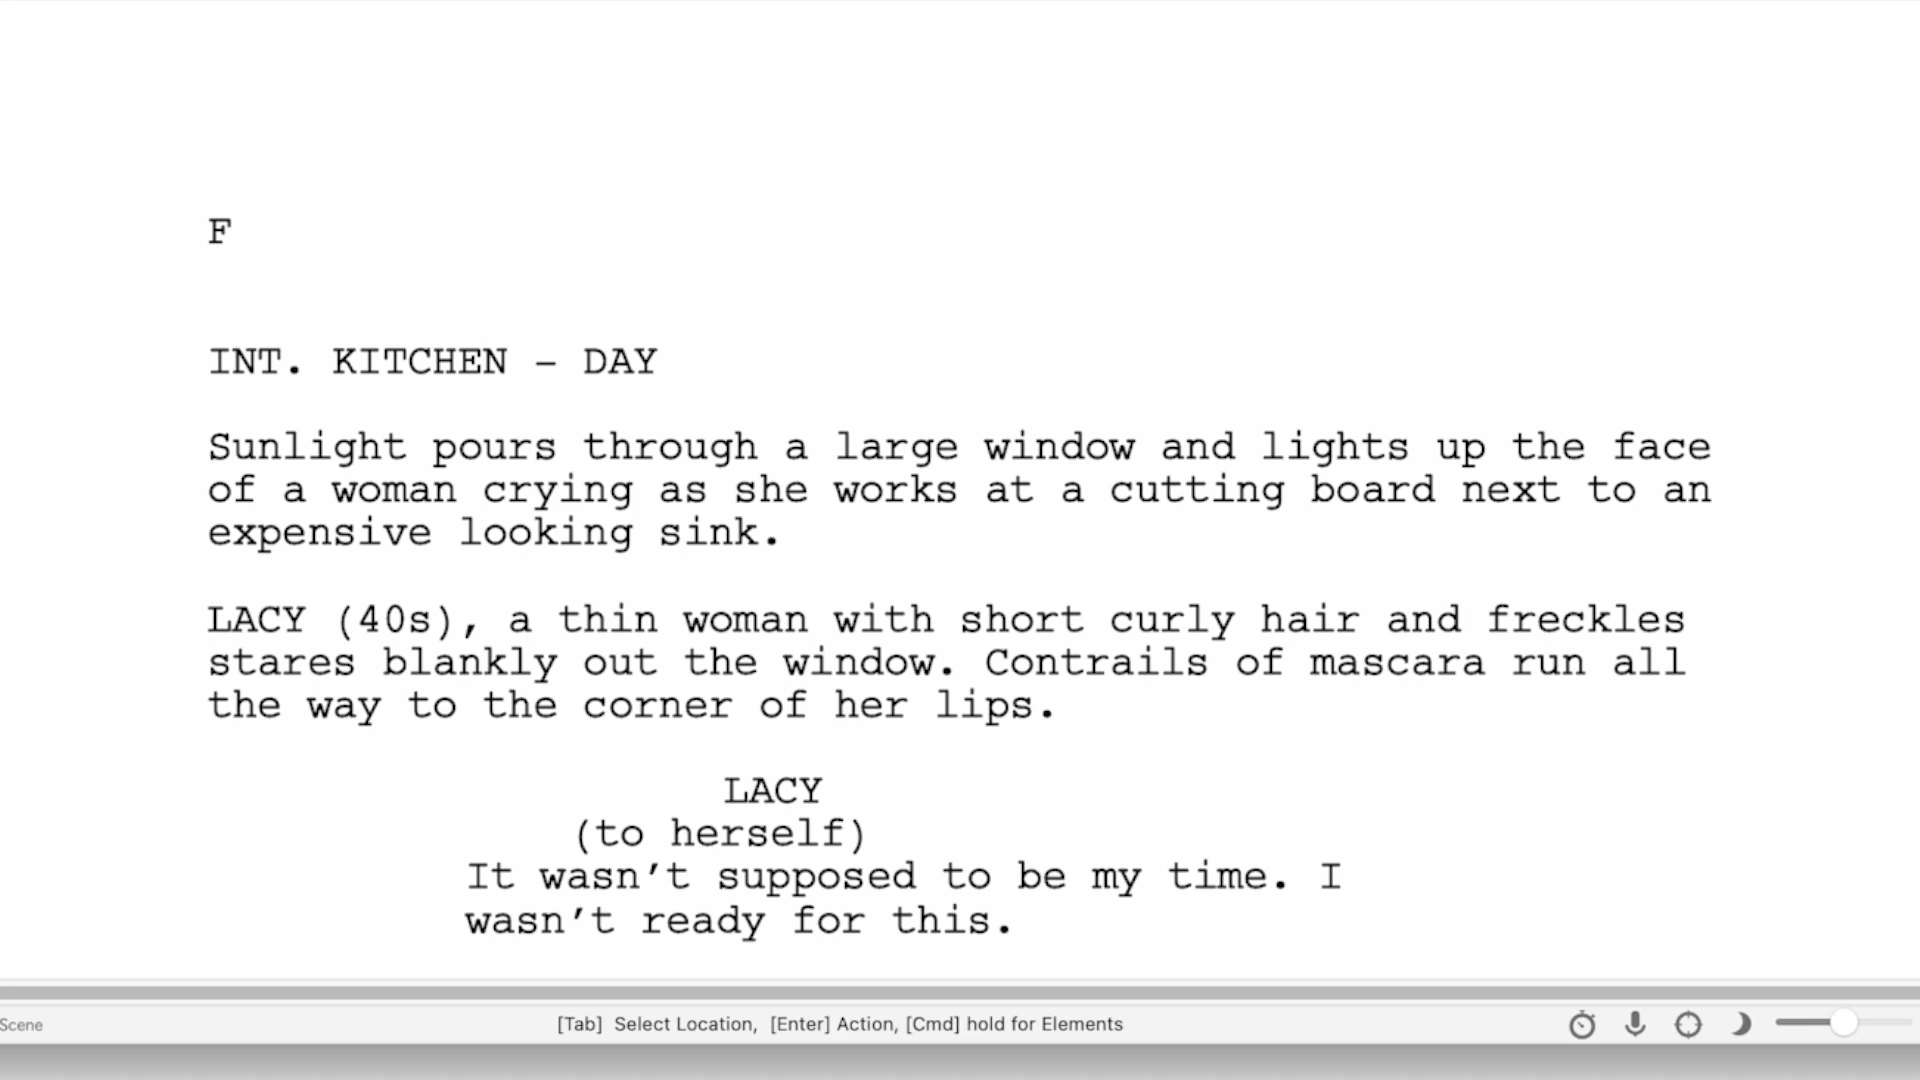 F
INT. KITCHEN – DAY
Sunlight pours through a large window and lights up the face
of a woman crying as she works at a cutting board next to an
expensive looking sink.
LACY (40s), a thin woman with short curly hair and freckles
stares blankly out the window. Contrails of mascara run all
the way to the corner of her lips.
LACY
(to herself)
It wasn’t supposed to be my time. I
wasn’t ready for this.
Scene
[Tab] Select Location, [Enter] Action, [Cmd] hold for Elements